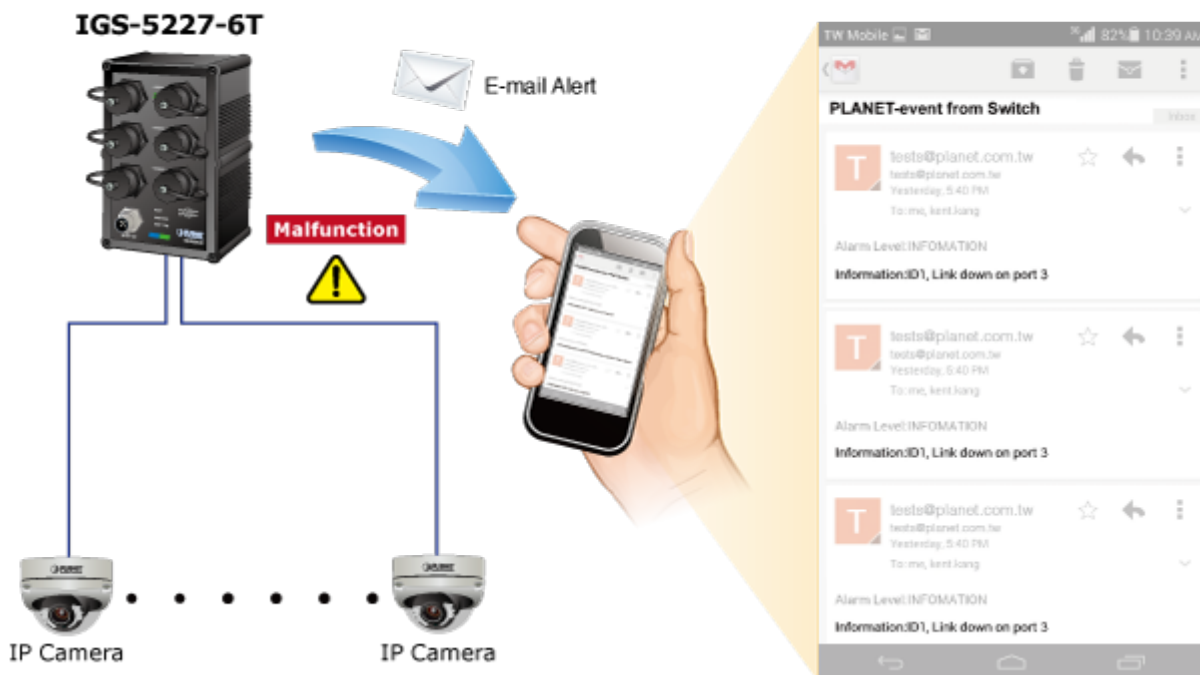 IGS-5227-6T
E-mail Alert
Malfunction
PLANET
IP Camera
PLANET
IP Camera
TW Mobile
82% 10:39 AM
PLANET-event from Switch
Inbox
T
tests@planet.com.tw
tests@planet.com.tw
Yesterday, 5:40 PM
To: me, kent.kang
Alarm Level:INFOMATION
Information:ID1, Link down on port 3
T
tests@planet.com.tw
tests@planet.com.tw
Yesterday, 5:40 PM
To: me, kent.kang
Alarm Level:INFOMATION
Information:ID1, Link down on port 3
T
tests@planet.com.tw
tests@planet.com.tw
Yesterday, 5:40 PM
To: me, kent.kang
Alarm Level:INFOMATION
Information:ID1, Link down on port 3